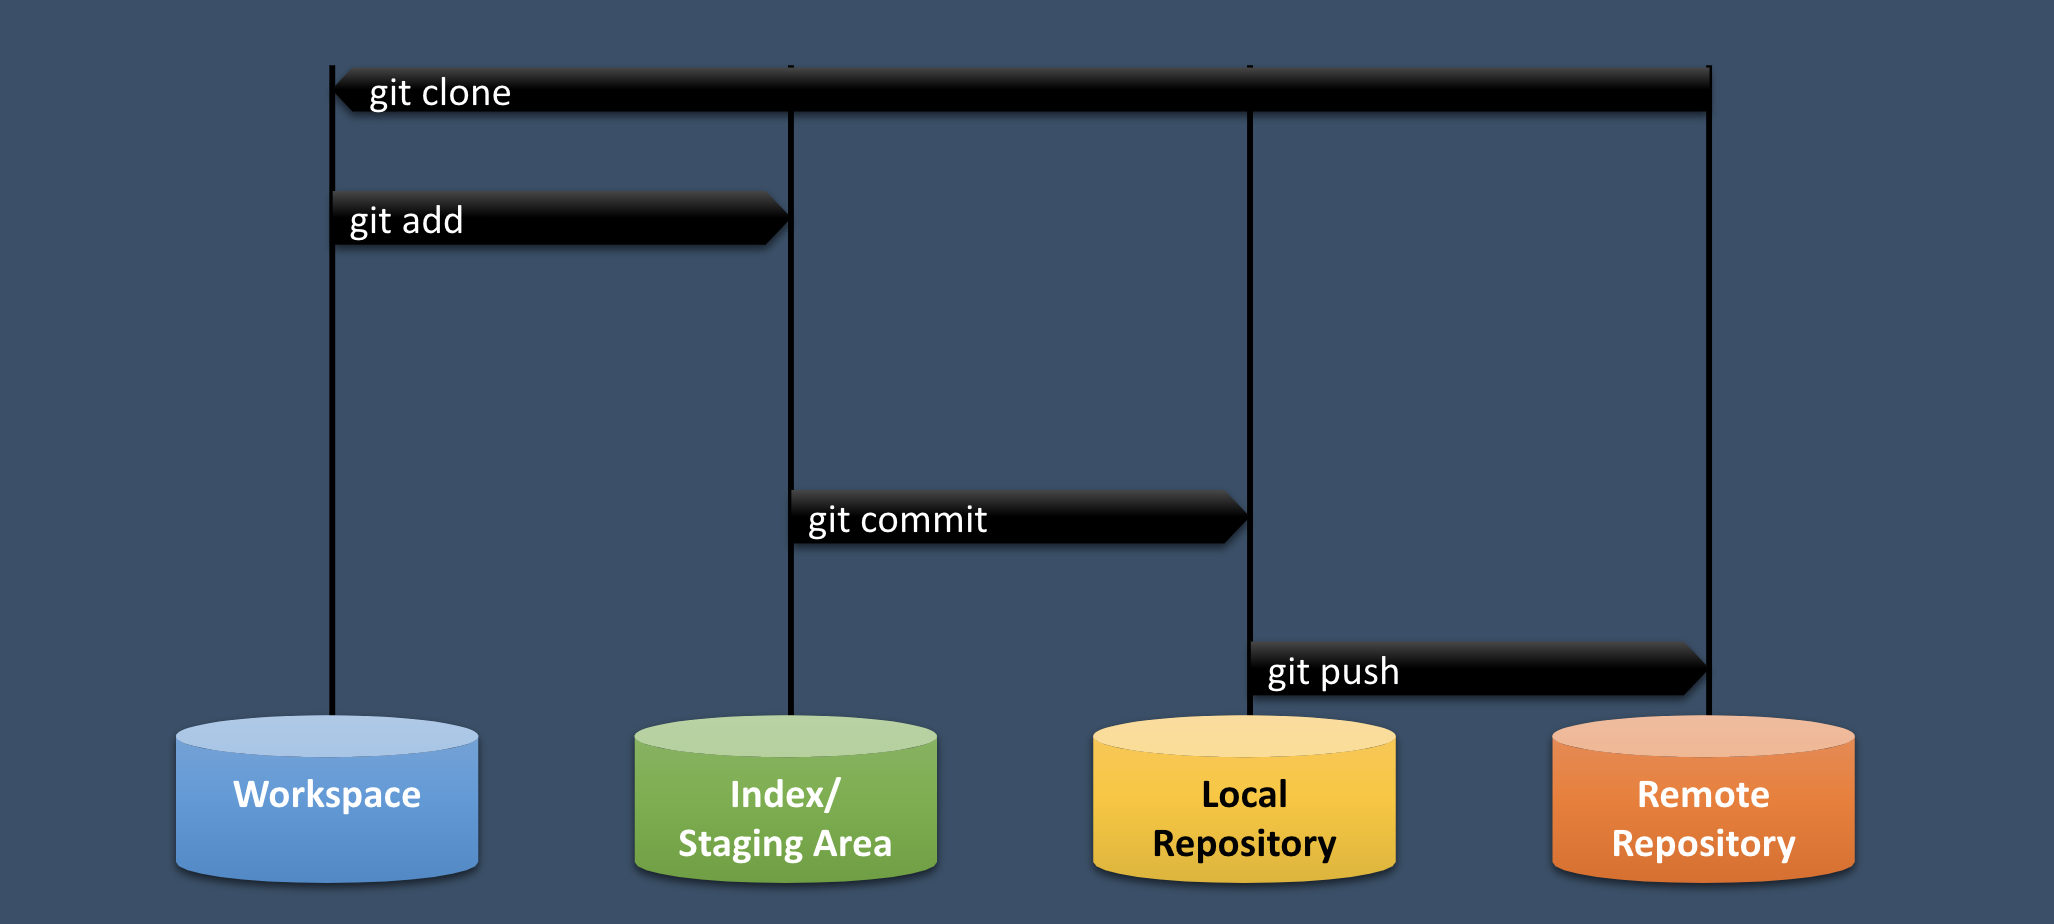 git clone
git add
git commit
git push
Workspace
Index/
Staging Area
Local
Repository
Remote
Repository